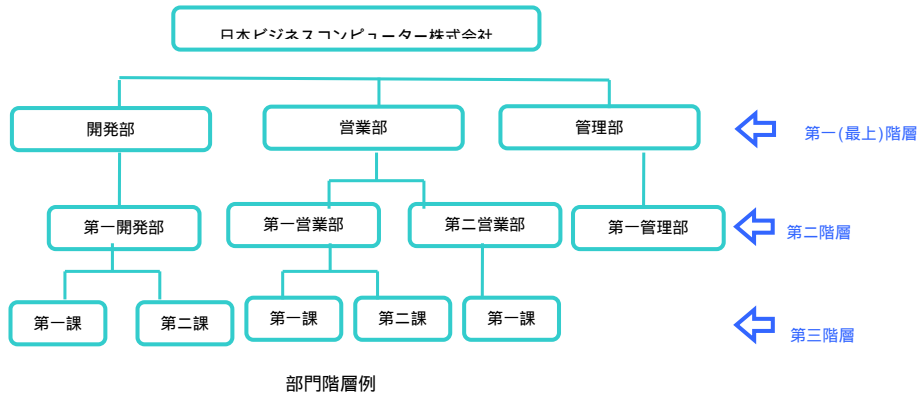 日本ビジネスコンピューター株式会社
開発部
営業部
管理部
第一(最上)階層
第一開発部
第一営業部
第二営業部
第一管理部
第二階層
第一課
第二課
第一課
第二課
第一課
第三階層
部門階層例